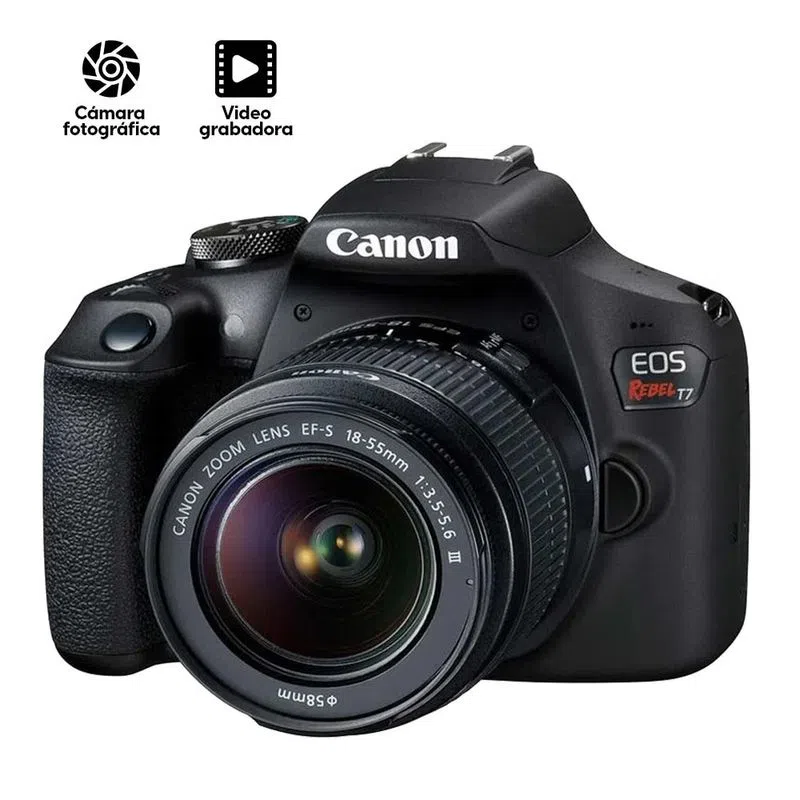 Cámara
fotográfica
Video
grabadora
Canon
EOS
REBEL T7
Canon
CANON ZOOM LENS EF-S 18-55mm 1:3.5-5.6 III
Φ58mm